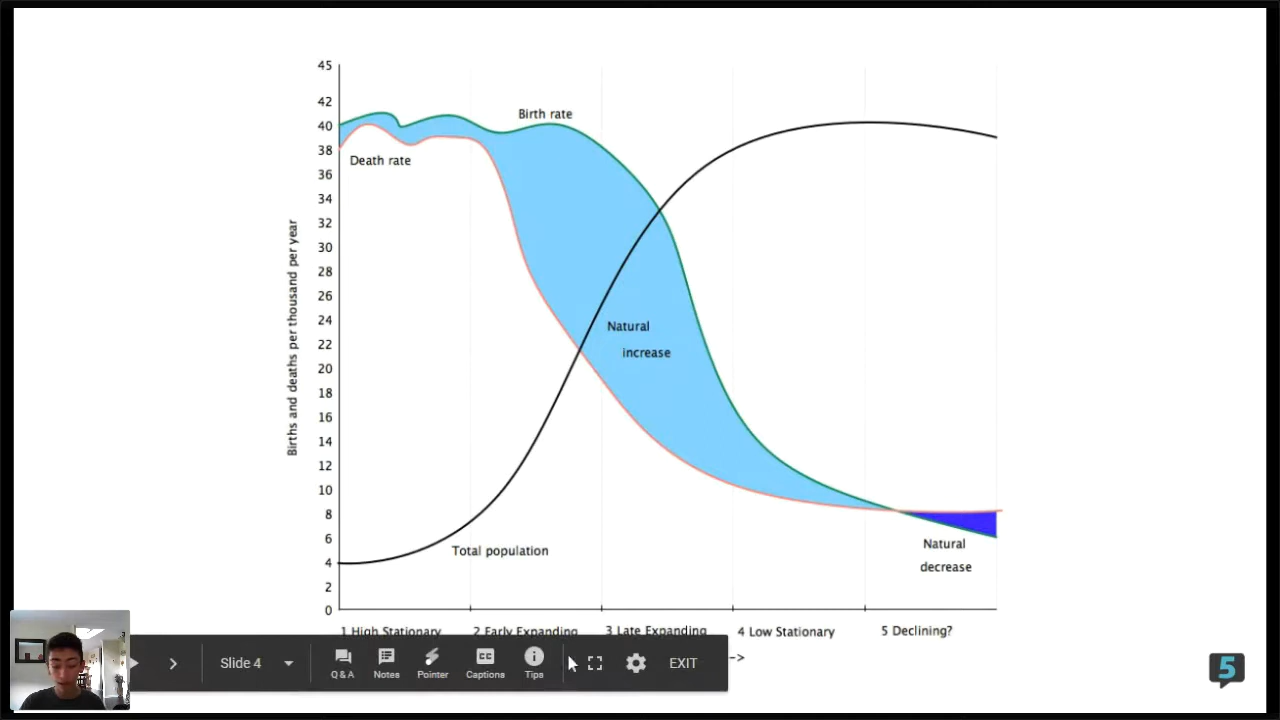 45
42
40
38
36
34
32
30
28
26
24
22
20
18
16
14
12
10
8
6
4
2
0
Births and deaths per thousand per year
Birth rate
Death rate
Natural
increase
Total population
Natural
decrease
1 High Stationary 2 Early Expanding 3 Late Expanding 4 Low Stationary 5 Declining?
-->
Slide 4
Q & A Notes Pointer CC Captions Tips EXIT
5